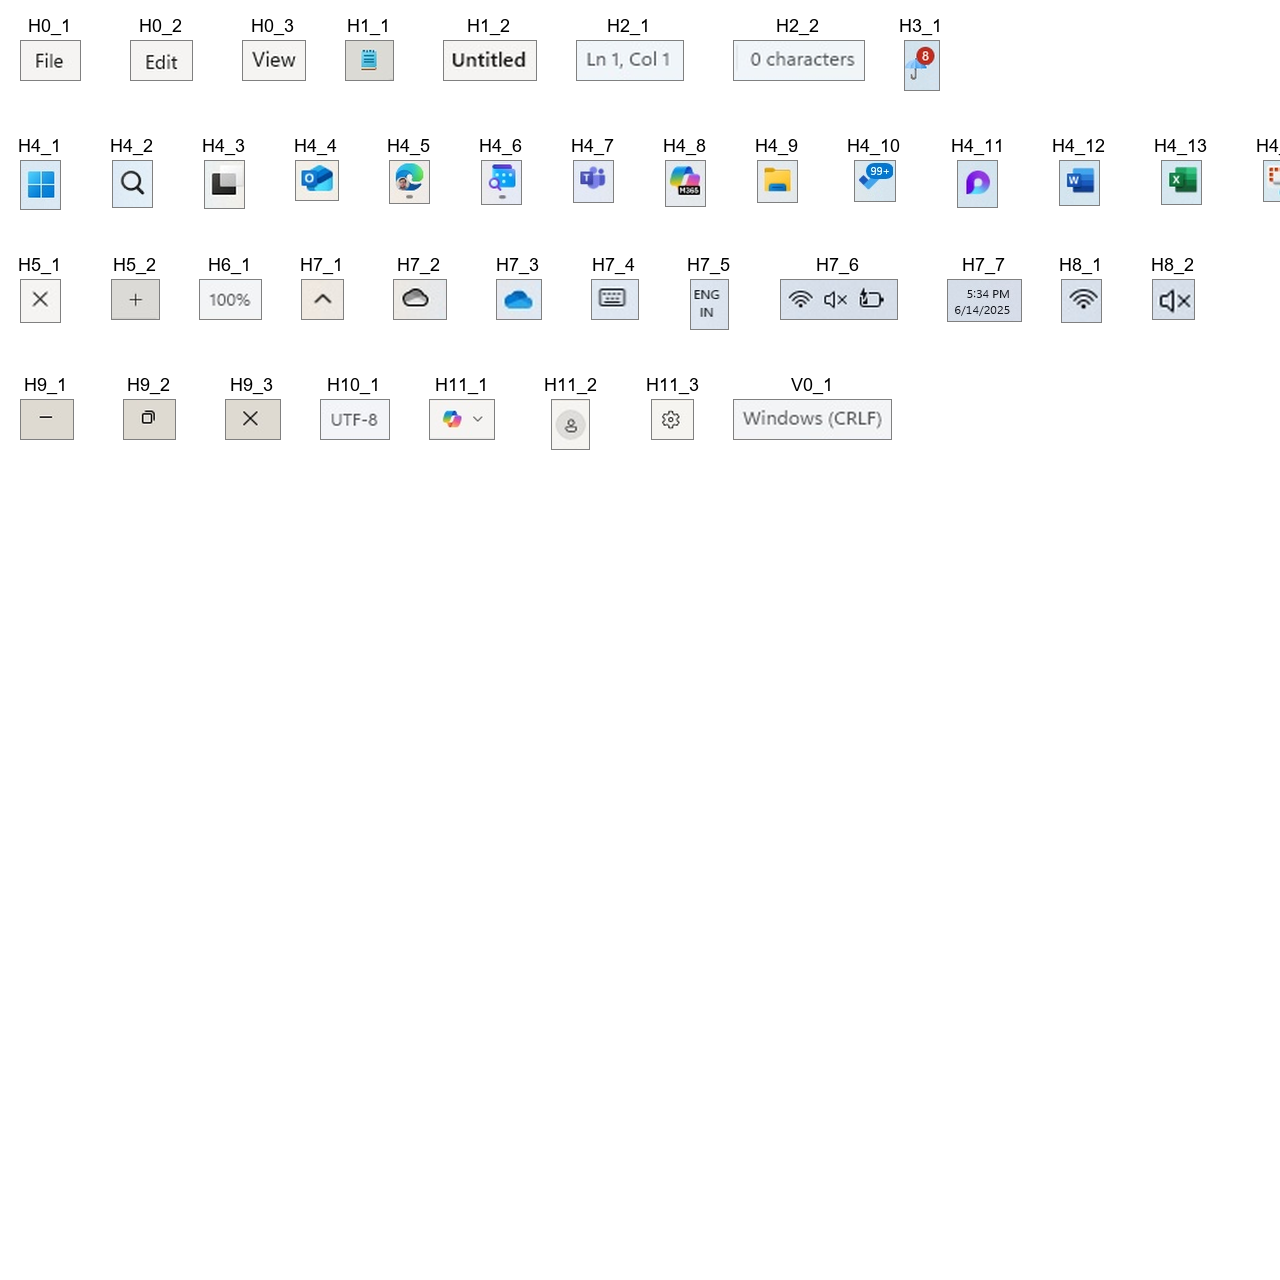 H0_1 H0_2 H0_3 H1_1 H1_2 H2_1 H2_2 H3_1
File Edit View Untitled Ln 1, Col 1 0 characters 8
H4_1 H4_2 H4_3 H4_4 H4_5 H4_6 H4_7 H4_8 H4_9 H4_10 H4_11 H4_12 H4_13 H4_
O T M365 99+ W X
H5_1 H5_2 H6_1 H7_1 H7_2 H7_3 H7_4 H7_5 H7_6 H7_7 H8_1 H8_2
100% ENG 5:34 PM
IN 6/14/2025
H9_1 H9_2 H9_3 H10_1 H11_1 H11_2 H11_3 V0_1
UTF-8 Windows (CRLF)